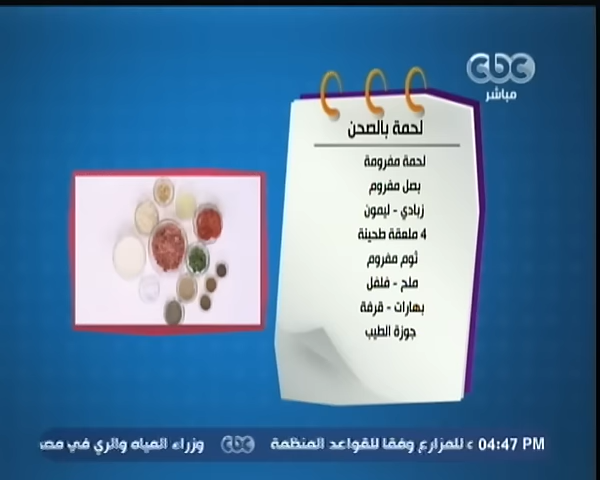 cbc
مباشر
لحمة بالصحن
لحمة مفرومة
بصل مفروم
زبادي - ليمون
4 ملعقة طحينة
ثوم مفروم
ملح - فلفل
بهارات - قرفة
جوزة الطيب
04:47 PM > للمزارع وفقا للقواعد المنظمة cbc وزراء المياه والري في مصر